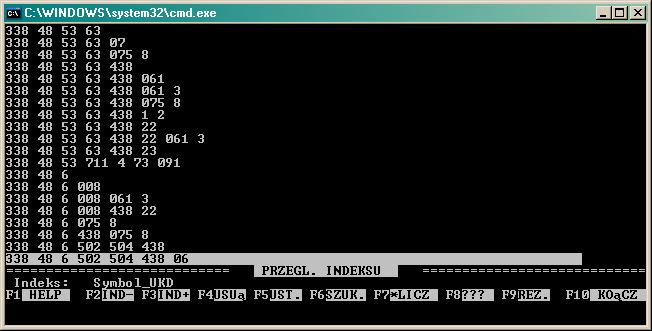 C:\WINDOWS\system32\cmd.exe
338 48 53 63
338 48 53 63 07
338 48 53 63 075 8
338 48 53 63 438
338 48 53 63 438 061
338 48 53 63 438 061 3
338 48 53 63 438 075 8
338 48 53 63 438 1 2
338 48 53 63 438 22
338 48 53 63 438 22 061 3
338 48 53 63 438 23
338 48 53 711 4 73 091
338 48 6
338 48 6 008
338 48 6 008 061 3
338 48 6 008 438 22
338 48 6 075 8
338 48 6 438 075 8
338 48 6 502 504 438
338 48 6 502 504 438 06
PRZEGL. INDEKSU
Indeks: Symbol_UKD
F1 HELP F2 IND- F3 IND+ F4 USUą F5 UST. F6 SZUK. F7 *LICZ F8 ??? F9 REZ. F10 KOąCZ